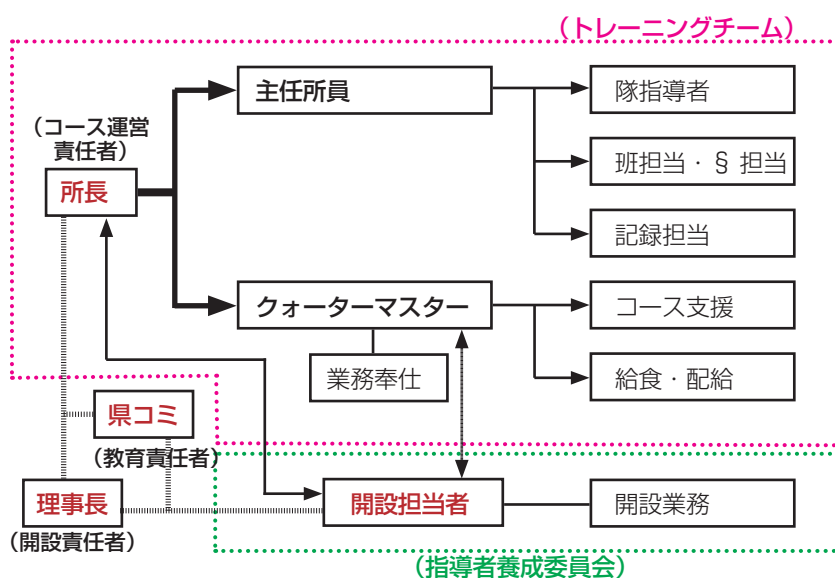 （トレーニングチーム）
主任所員
隊指導者
（コース運営
責任者）
班担当・§ 担当
所長
記録担当
クォーターマスター
コース支援
業務奉仕
給食・配給
県コミ
（教育責任者）
理事長
開設担当者
開設業務
（開設責任者）
（指導者養成委員会）